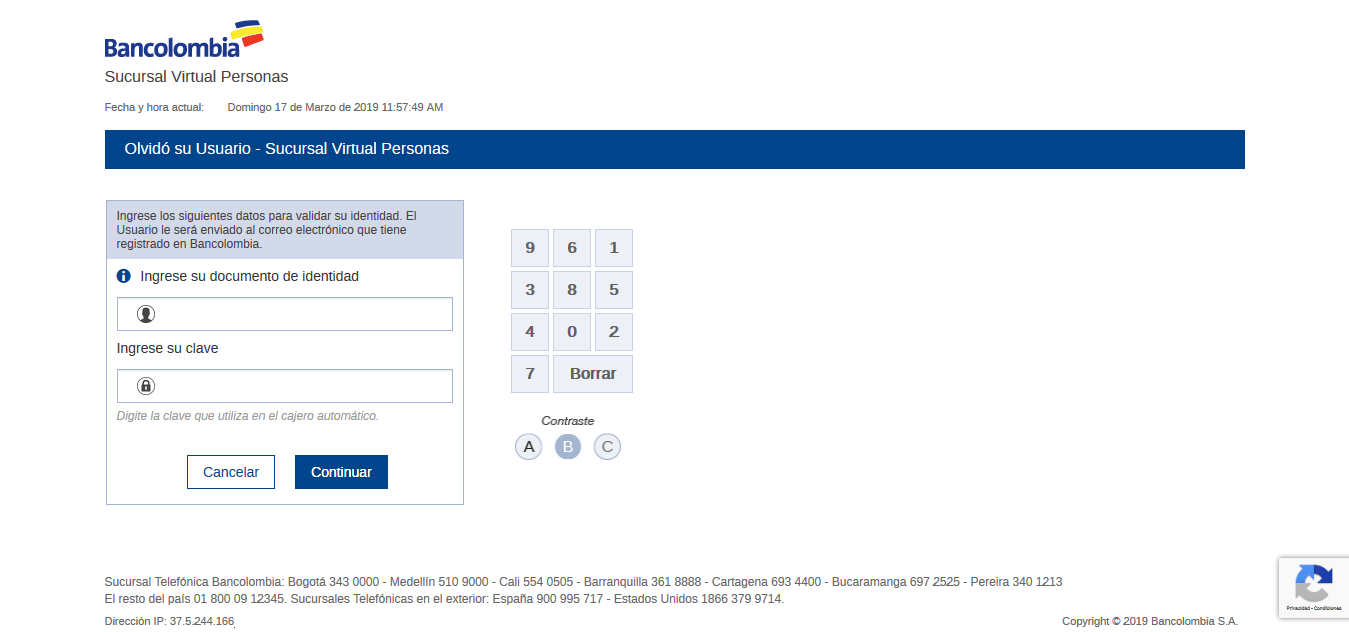 Bancolombia
Sucursal Virtual Personas
Fecha y hora actual: Domingo 17 de Marzo de 2019 11:57:49 AM
Olvidó su Usuario - Sucursal Virtual Personas
Ingrese los siguientes datos para validar su identidad. El
Usuario le será enviado al correo electrónico que tiene
registrado en Bancolombia.
Ingrese su documento de identidad
Ingrese su clave
Digite la clave que utiliza en el cajero automático.
Cancelar Continuar
9 6 1
3 8 5
4 0 2
7 Borrar
Contraste
A B C
Sucursal Telefónica Bancolombia: Bogotá 343 0000 - Medellín 510 9000 - Cali 554 0505 - Barranquilla 361 8888 - Cartagena 693 4400 - Bucaramanga 697 2525 - Pereira 340 1213
El resto del país 01 800 09 12345. Sucursales Telefónicas en el exterior: España 900 995 717 - Estados Unidos 1866 379 9714.
Dirección IP: 37.5.244.166
Copyright © 2019 Bancolombia S.A.
Privacidad - Condiciones